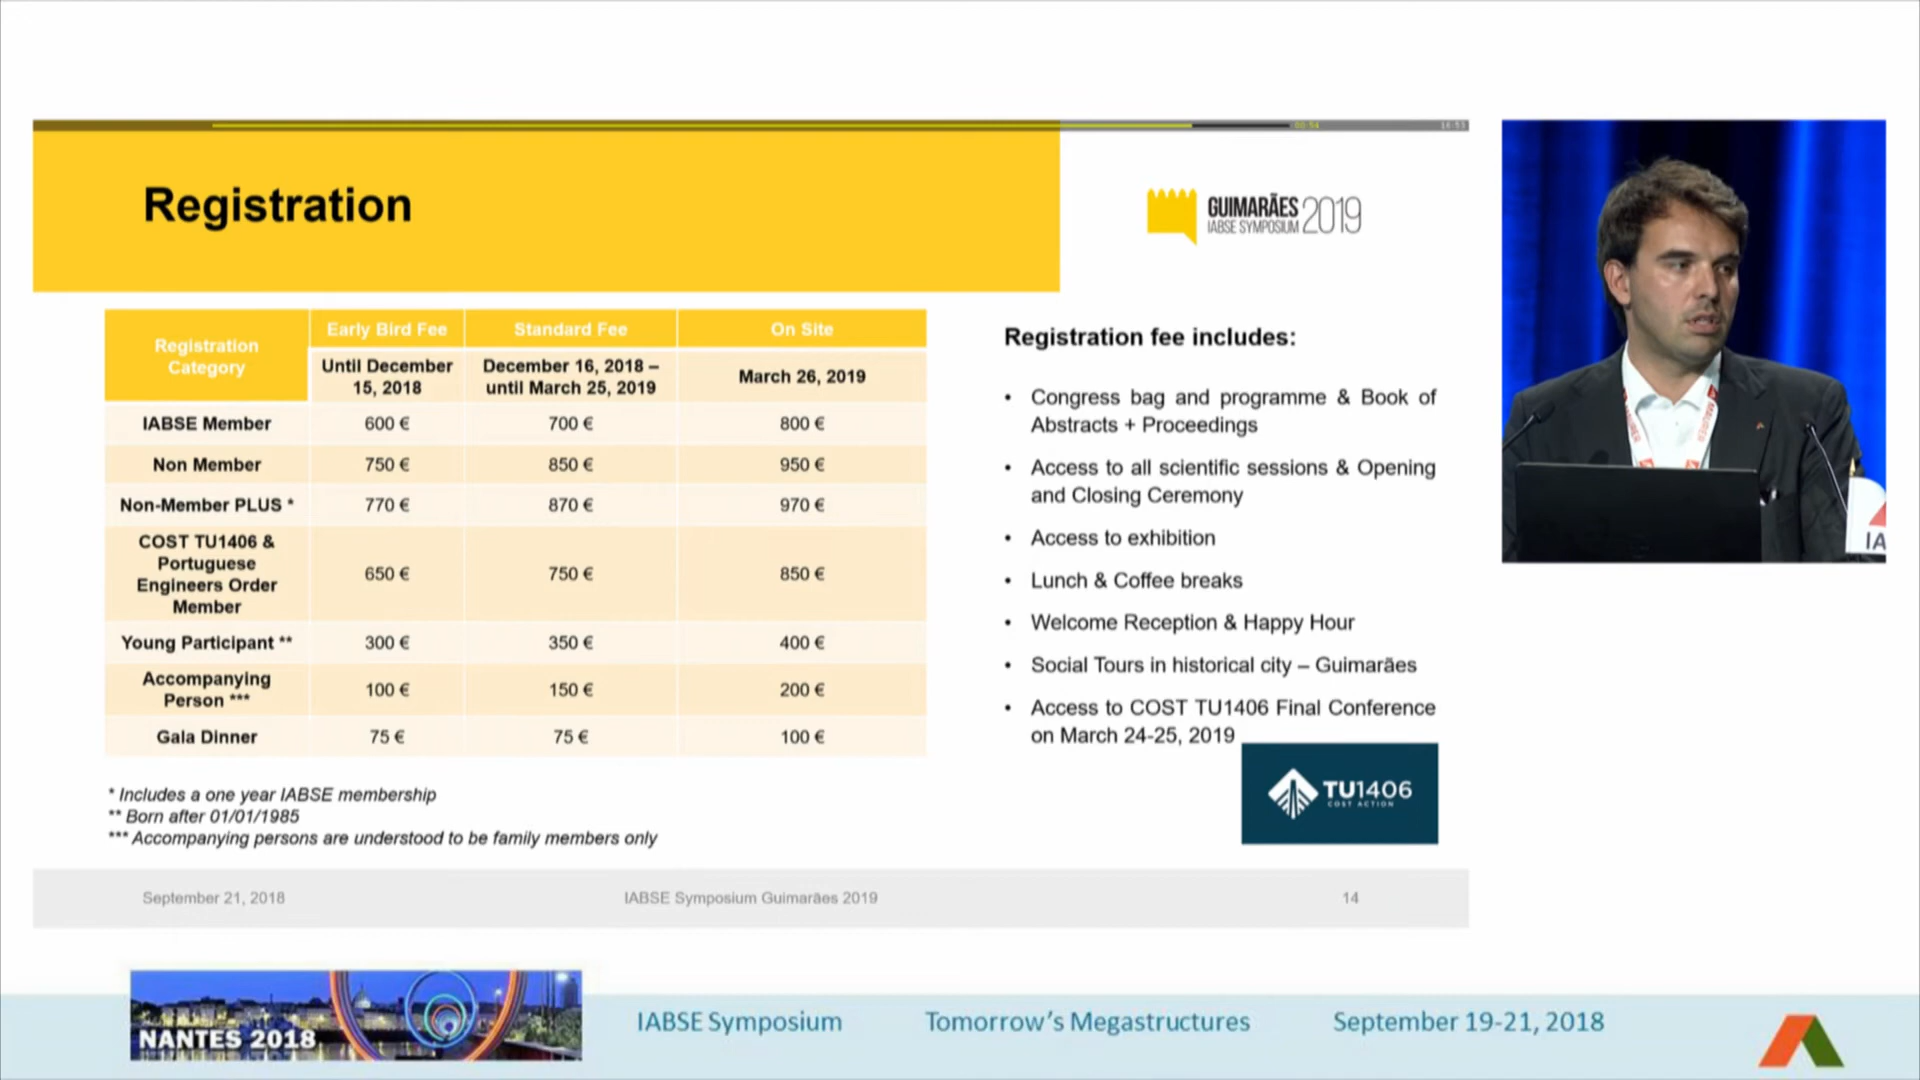 00:54
16:53
Registration
GUIMARÃES 2019
IABSE SYMPOSIUM
Registration Category
Early Bird Fee
Standard Fee
On Site
Until December 15, 2018
December 16, 2018 – until March 25, 2019
March 26, 2019
IABSE Member 600 € 700 € 800 €
Non Member 750 € 850 € 950 €
Non-Member PLUS * 770 € 870 € 970 €
COST TU1406 & Portuguese Engineers Order Member 650 € 750 € 850 €
Young Participant ** 300 € 350 € 400 €
Accompanying Person *** 100 € 150 € 200 €
Gala Dinner 75 € 75 € 100 €
* Includes a one year IABSE membership
** Born after 01/01/1985
*** Accompanying persons are understood to be family members only
Registration fee includes:
• Congress bag and programme & Book of
Abstracts + Proceedings
• Access to all scientific sessions & Opening
and Closing Ceremony
• Access to exhibition
• Lunch & Coffee breaks
• Welcome Reception & Happy Hour
• Social Tours in historical city – Guimarães
• Access to COST TU1406 Final Conference
on March 24-25, 2019
TU1406
COST ACTION
September 21, 2018
IABSE Symposium Guimarães 2019
14
MAURER
IA
NANTES 2018
IABSE Symposium
Tomorrow's Megastructures
September 19-21, 2018